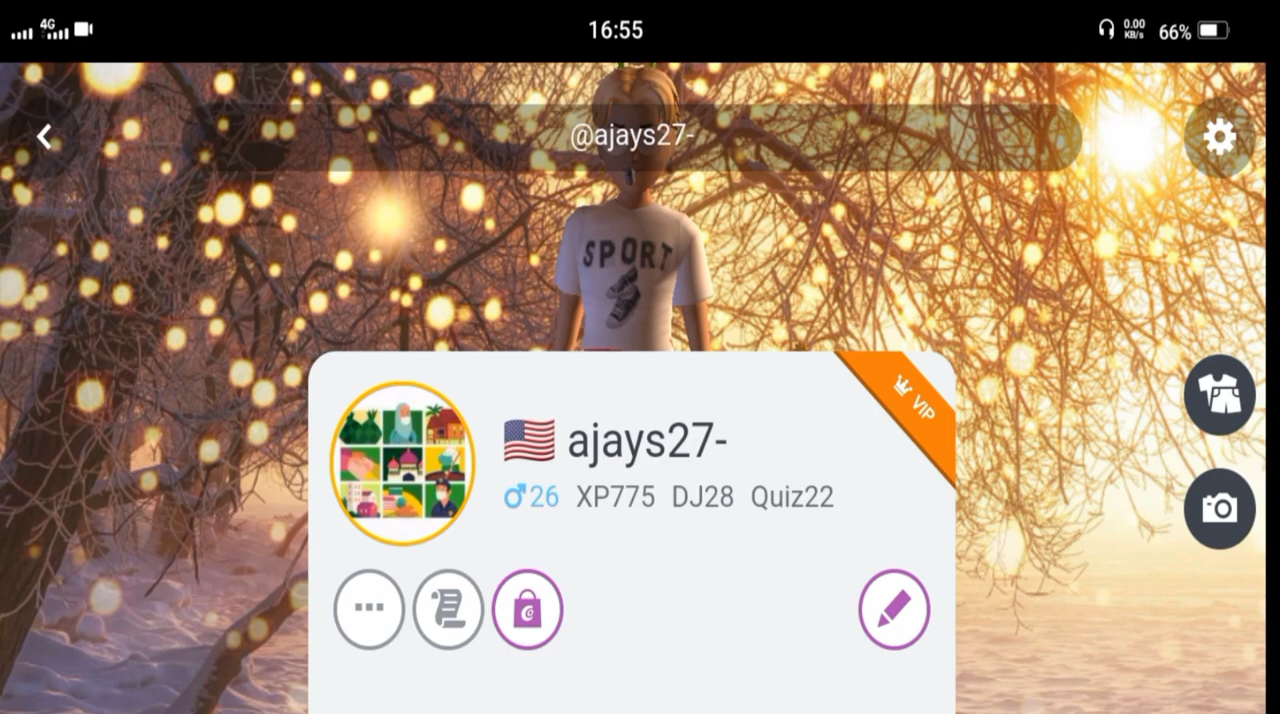 4G
16:55
0.00
KB/s
66%
@ajays27-
SPORT
VIP
ajays27-
26 XP775 DJ28 Quiz22